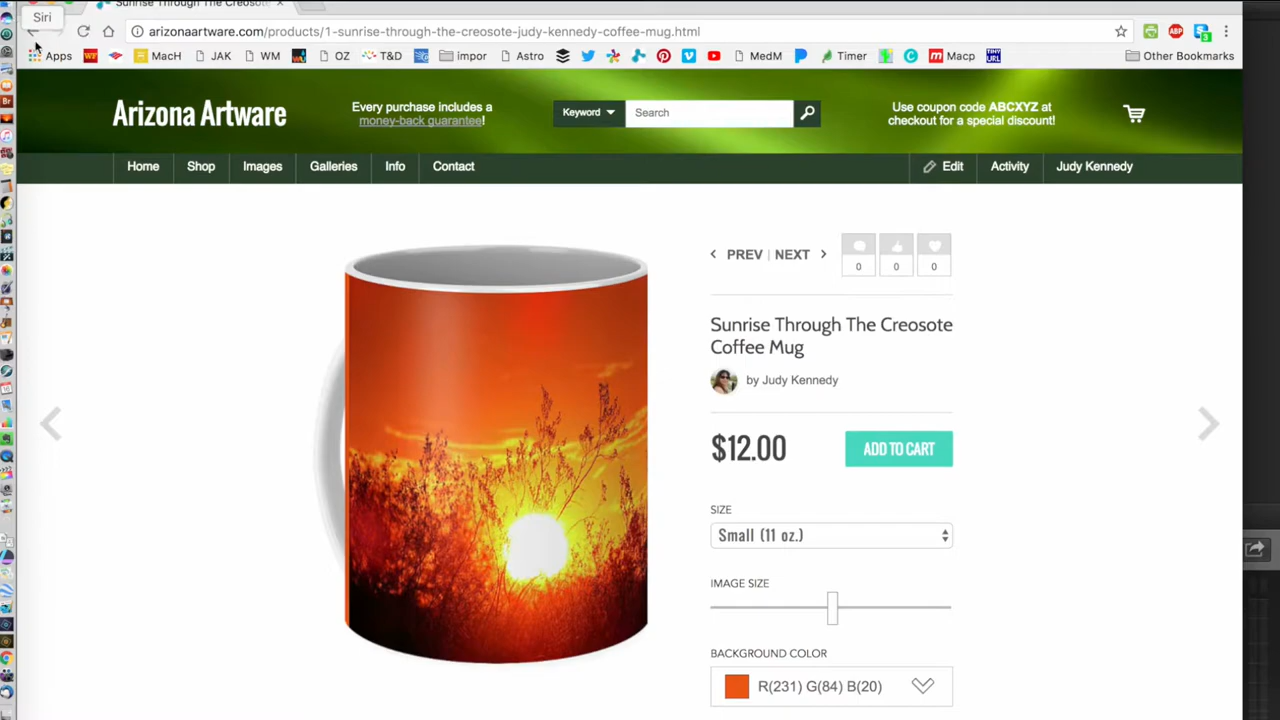 Siri
Sunrise Through The Creosote
arizonaartware.com/products/1-sunrise-through-the-creosote-judy-kennedy-coffee-mug.html
Apps WF MacH JAK WM OZ T&D impor Astro MedM Timer Macp Other Bookmarks
Arizona Artware
Every purchase includes a
money-back guarantee!
Keyword Search
Use coupon code ABCXYZ at
checkout for a special discount!
Home Shop Images Galleries Info Contact Edit Activity Judy Kennedy
PREV | NEXT
0 0 0
Sunrise Through The Creosote
Coffee Mug
by Judy Kennedy
$12.00 ADD TO CART
SIZE
Small (11 oz.)
IMAGE SIZE
BACKGROUND COLOR
R(231) G(84) B(20)